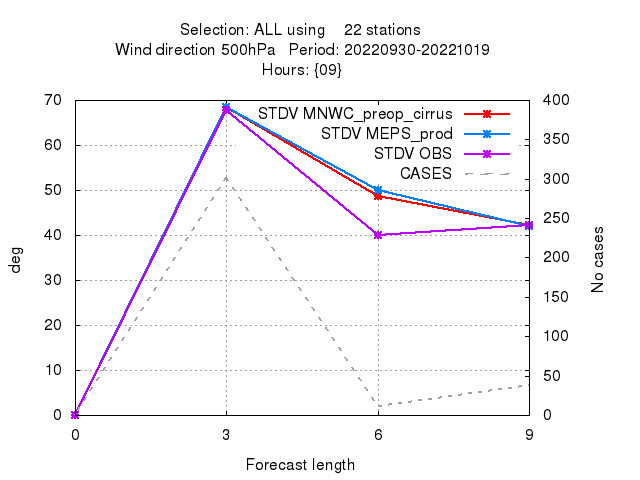 Selection: ALL using    22 stations
Wind direction 500hPa   Period: 20220930-20221019
Hours: {09}
70
60
50
40
30
20
10
0
deg
STDV MNWC_preop_cirrus
STDV MEPS_prod
STDV OBS
CASES
400
350
300
250
200
150
100
50
0
No cases
0 3 6 9
Forecast length